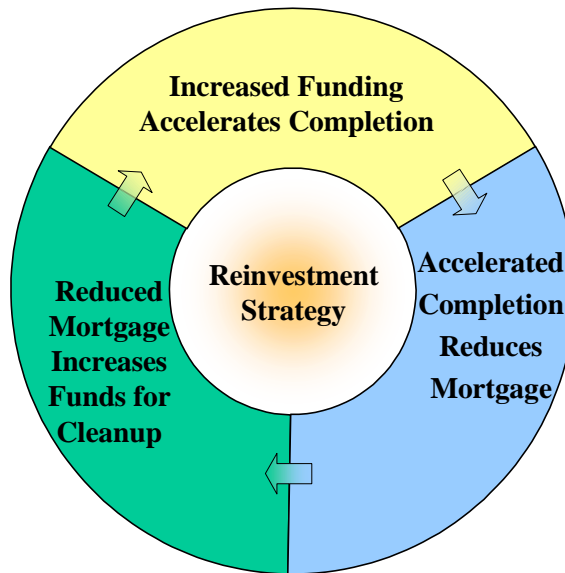 Increased Funding
Accelerates Completion
Accelerated
Completion
Reduces
Mortgage
Reduced
Mortgage
Increases
Funds for
Cleanup
Reinvestment
Strategy